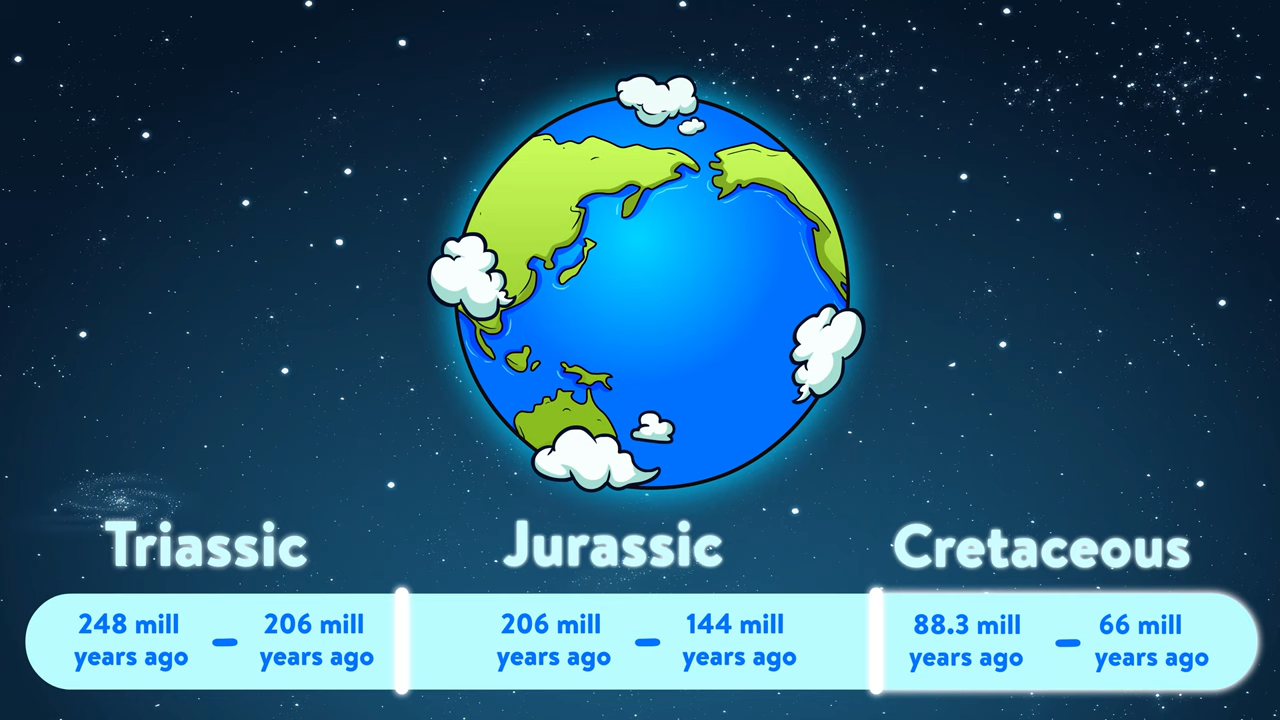 Triassic
Jurassic
Cretaceous
248 mill years ago - 206 mill years ago
206 mill years ago - 144 mill years ago
88.3 mill years ago - 66 mill years ago